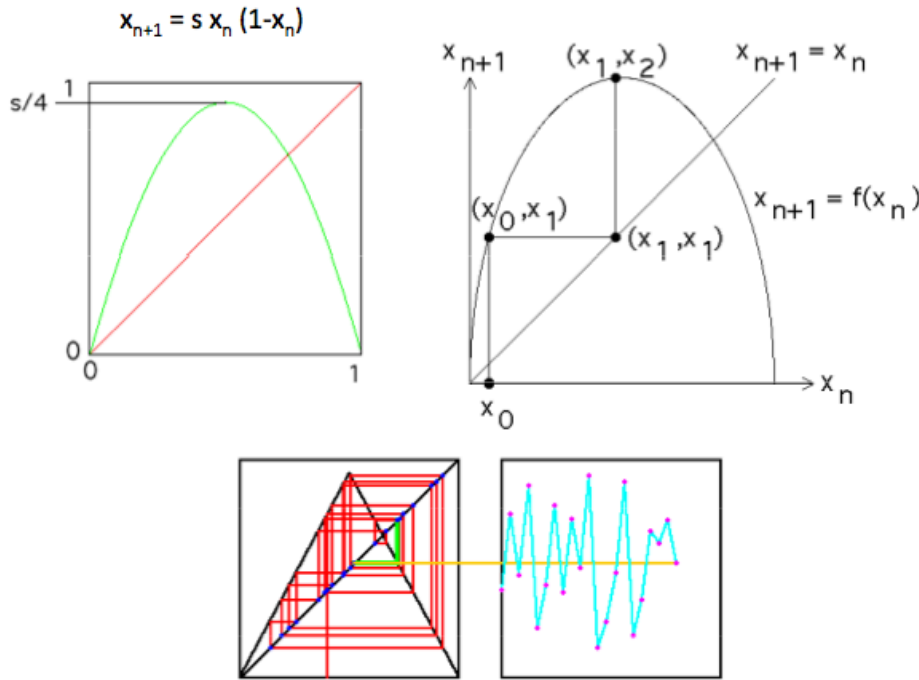 xₙ₊₁ = s xₙ (1-xₙ)
s/4
1
0
0
1
xₙ₊₁
(x₁,x₂)
xₙ₊₁ = xₙ
(x₀,x₁)
xₙ₊₁ = f(xₙ)
(x₁,x₁)
xₙ
x₀